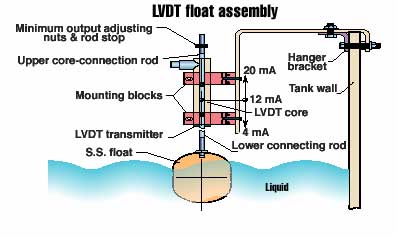 LVDT float assembly
Minimum output adjusting
nuts & rod stop
Upper core-connection rod
Hanger
bracket
20 mA
Tank wall
Mounting blocks
12 mA
LVDT core
LVDT transmitter
4 mA
S.S. float
Lower connecting rod
Liquid